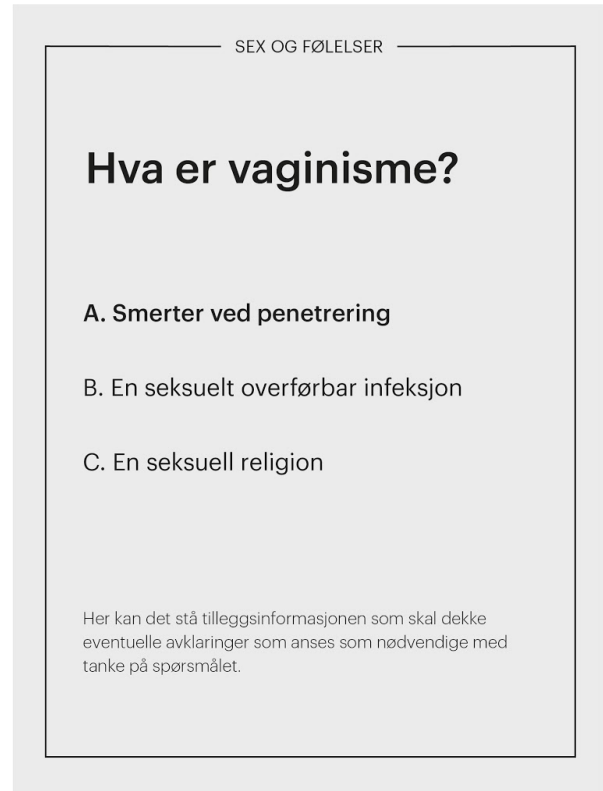 SEX OG FØLELSER
Hva er vaginisme?
A. Smerter ved penetrering
B. En seksuelt overførbar infeksjon
C. En seksuell religion
Her kan det stå tilleggsinformasjonen som skal dekke
eventuelle avklaringer som anses som nødvendige med
tanke på spørsmålet.